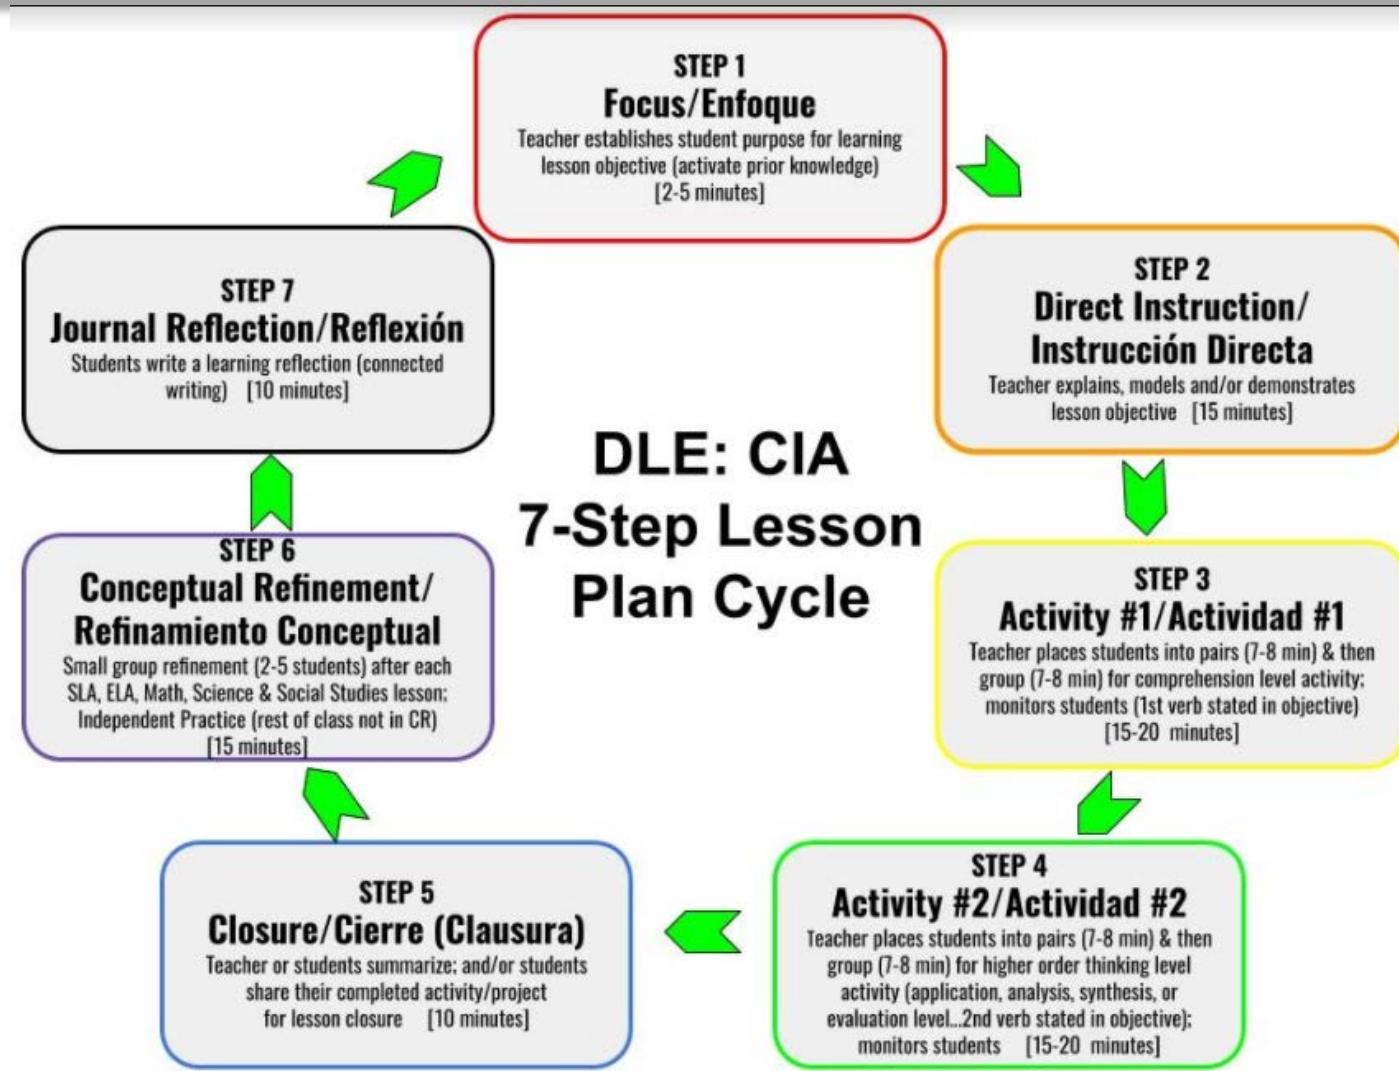 STEP 1
Focus/Enfoque
Teacher establishes student purpose for learning
lesson objective (activate prior knowledge)
[2-5 minutes]
STEP 2
Direct Instruction/
Instrucción Directa
Teacher explains, models and/or demonstrates
lesson objective [15 minutes]
STEP 3
Activity #1/Actividad #1
Teacher places students into pairs (7-8 min) & then
group (7-8 min) for comprehension level activity;
monitors students (1st verb stated in objective)
[15-20 minutes]
STEP 4
Activity #2/Actividad #2
Teacher places students into pairs (7-8 min) & then
group (7-8 min) for higher order thinking level
activity (application, analysis, synthesis, or
evaluation level...2nd verb stated in objective);
monitors students [15-20 minutes]
STEP 5
Closure/Cierre (Clausura)
Teacher or students summarize; and/or students
share their completed activity/project
for lesson closure [10 minutes]
STEP 6
Conceptual Refinement/
Refinamiento Conceptual
Small group refinement (2-5 students) after each
SLA, ELA, Math, Science & Social Studies lesson;
Independent Practice (rest of class not in CR)
[15 minutes]
STEP 7
Journal Reflection/Reflexión
Students write a learning reflection (connected
writing) [10 minutes]
DLE: CIA
7-Step Lesson
Plan Cycle